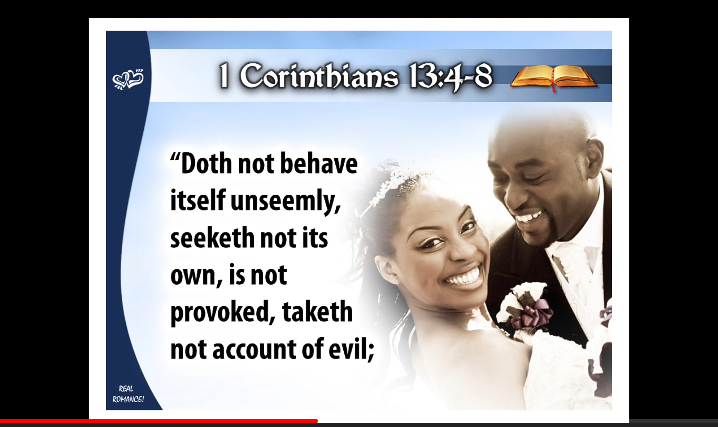 1 Corinthians 13:4-8
“Doth not behave
itself unseemly,
seeketh not its
own, is not
provoked, taketh
not account of evil;
REAL
ROMANCE!